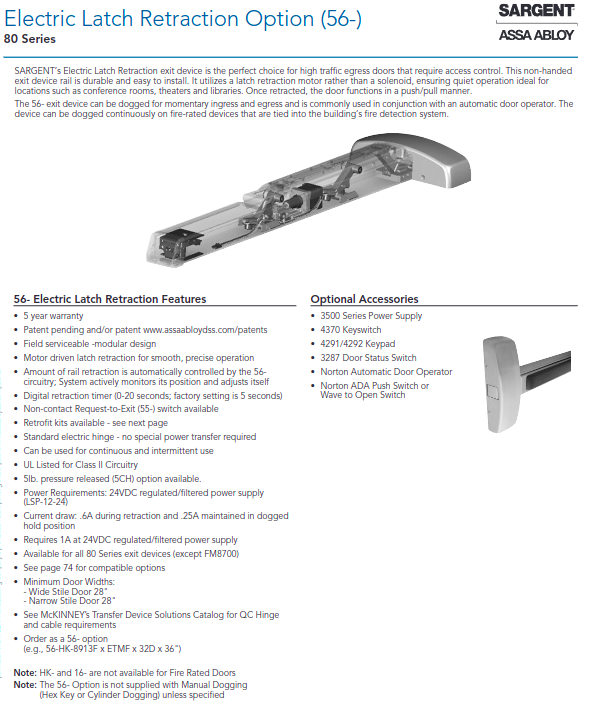 Electric Latch Retraction Option (56-)
80 Series
SARGENT
ASSA ABLOY
SARGENT's Electric Latch Retraction exit device is the perfect choice for high traffic egress doors that require access control. This non-handed
exit device rail is durable and easy to install. It utilizes a latch retraction motor rather than a solenoid, ensuring quiet operation ideal for
locations such as conference rooms, theaters and libraries. Once retracted, the door functions in a push/pull manner.
The 56- exit device can be dogged for momentary ingress and egress and is commonly used in conjunction with an automatic door operator. The
device can be dogged continuously on fire-rated devices that are tied into the building's fire detection system.
56- Electric Latch Retraction Features
• 5 year warranty
• Patent pending and/or patent www.assaabloydss.com/patents
• Field serviceable -modular design
• Motor driven latch retraction for smooth, precise operation
• Amount of rail retraction is automatically controlled by the 56-
circuitry; System actively monitors its position and adjusts itself
• Digital retraction timer (0-20 seconds; factory setting is 5 seconds)
• Non-contact Request-to-Exit (55-) switch available
• Retrofit kits available - see next page
• Standard electric hinge - no special power transfer required
• Can be used for continuous and intermittent use
• UL Listed for Class II Circuitry
• 5lb. pressure released (5CH) option available.
• Power Requirements: 24VDC regulated/filtered power supply
(LSP-12-24)
• Current draw: .6A during retraction and .25A maintained in dogged
hold position
• Requires 1A at 24VDC regulated/filtered power supply
• Available for all 80 Series exit devices (except FM8700)
• See page 74 for compatible options
• Minimum Door Widths:
- Wide Stile Door 28"
- Narrow Stile Door 28"
• See McKINNEY's Transfer Device Solutions Catalog for QC Hinge
and cable requirements
• Order as a 56- option
(e.g., 56-HK-8913F x ETMF x 32D x 36")
Note: HK- and 16- are not available for Fire Rated Doors
Note: The 56- Option is not supplied with Manual Dogging
(Hex Key or Cylinder Dogging) unless specified
Optional Accessories
• 3500 Series Power Supply
• 4370 Keyswitch
• 4291/4292 Keypad
• 3287 Door Status Switch
• Norton Automatic Door Operator
• Norton ADA Push Switch or
Wave to Open Switch